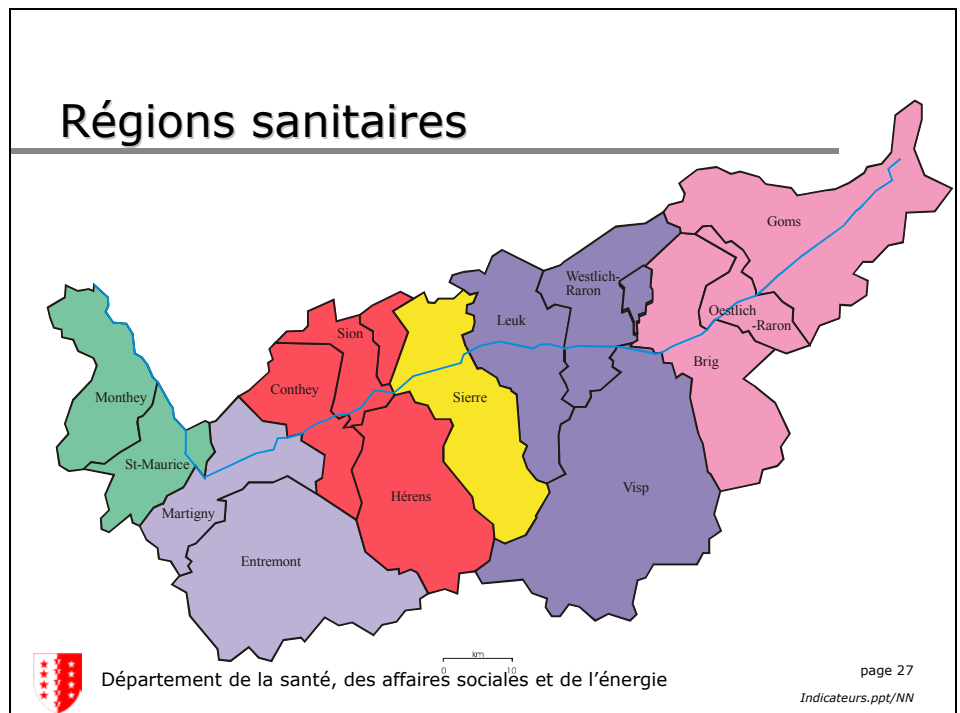 Régions sanitaires
Goms
Westlich-
Raron
Oestlich
-Raron
Leuk
Sion
Brig
Conthey
Sierre
Monthey
St-Maurice
Visp
Hérens
Martigny
Entremont
km
0 10
Département de la santé, des affaires sociales et de l’énergie
page 27
Indicateurs.ppt/NN